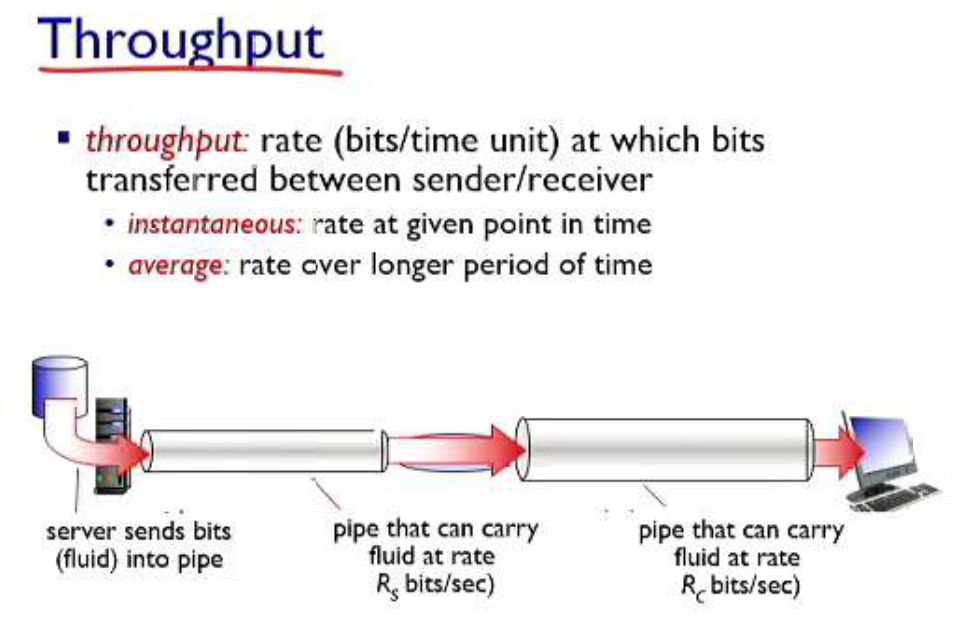 Throughput
throughput: rate (bits/time unit) at which bits
transferred between sender/receiver
instantaneous: rate at given point in time
average: rate over longer period of time
server sends bits
(fluid) into pipe
pipe that can carry
fluid at rate
Rs bits/sec)
pipe that can carry
fluid at rate
Rc bits/sec)